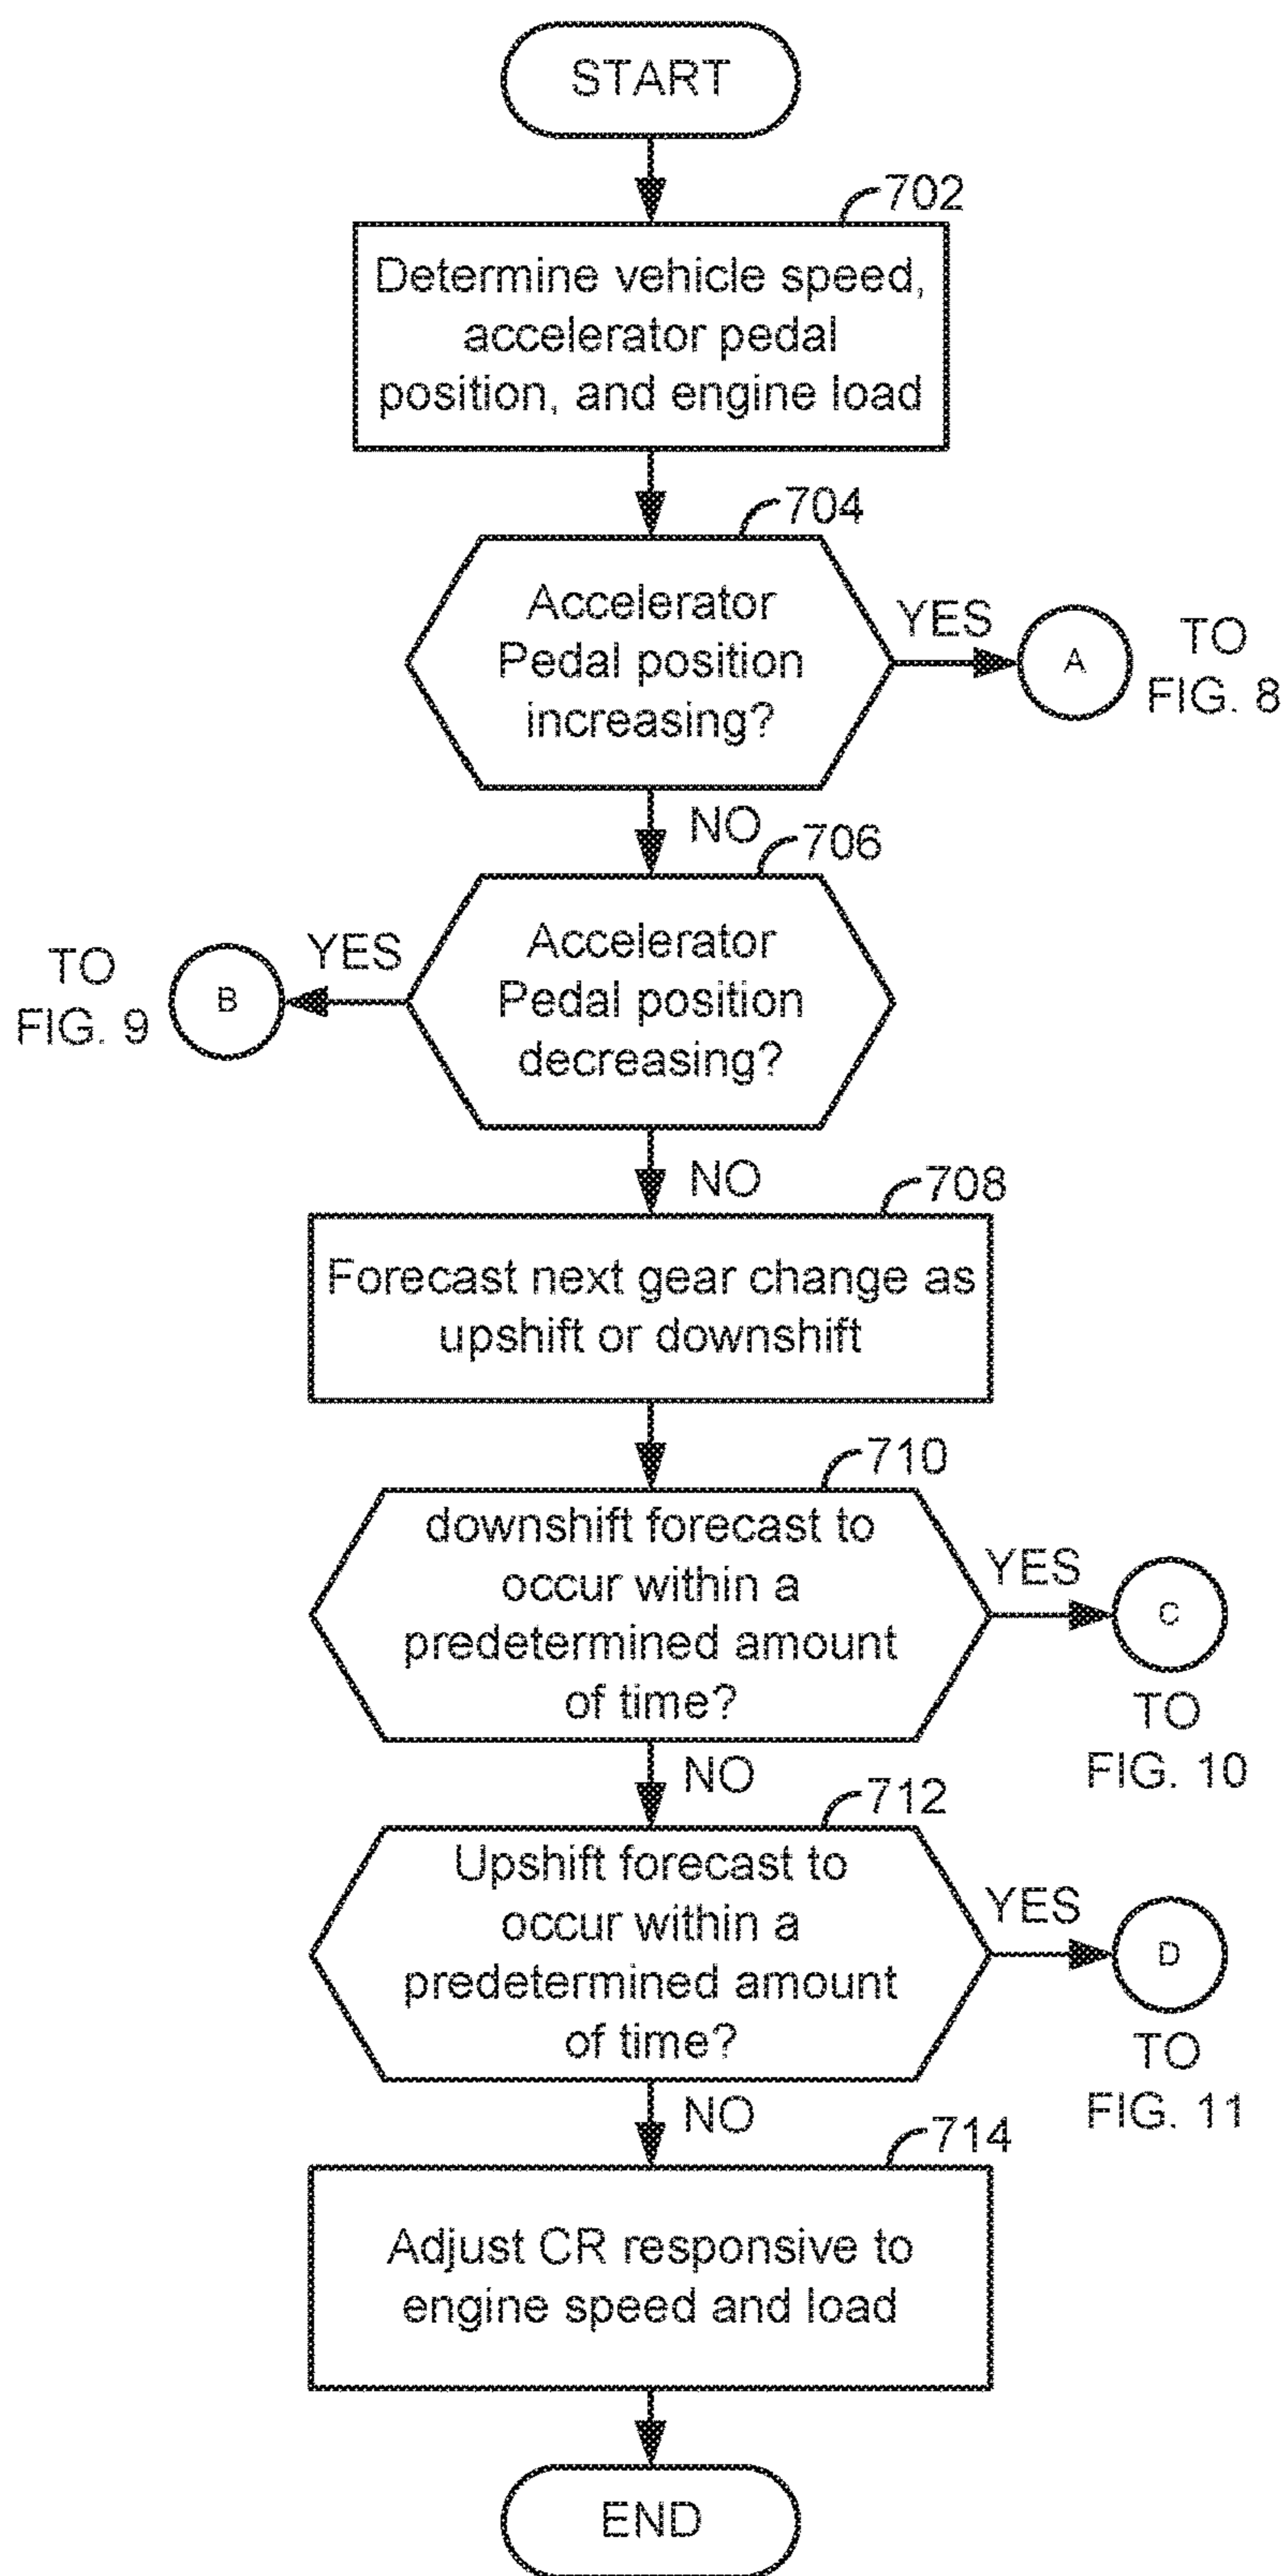 START
702
Determine vehicle speed,
accelerator pedal
position, and engine load
704
Accelerator
Pedal position
increasing?
YES
A
TO
FIG. 8
NO
706
Accelerator
Pedal position
decreasing?
YES
B
TO
FIG. 9
NO
708
Forecast next gear change as
upshift or downshift
710
downshift forecast to
occur within a
predetermined amount
of time?
YES
C
TO
FIG. 10
NO
712
Upshift forecast to
occur within a
predetermined amount
of time?
YES
D
TO
FIG. 11
NO
714
Adjust CR responsive to
engine speed and load
END